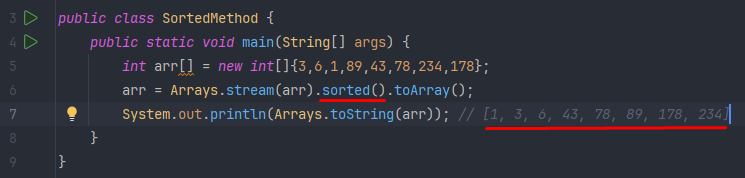 3 public class SortedMethod {
4 public static void main(String[] args) {
5 int arr[] = new int[]{3,6,1,89,43,78,234,178};
6 arr = Arrays.stream(arr).sorted().toArray();
7 System.out.println(Arrays.toString(arr)); // [1, 3, 6, 43, 78, 89, 178, 234]
8 }
9 }